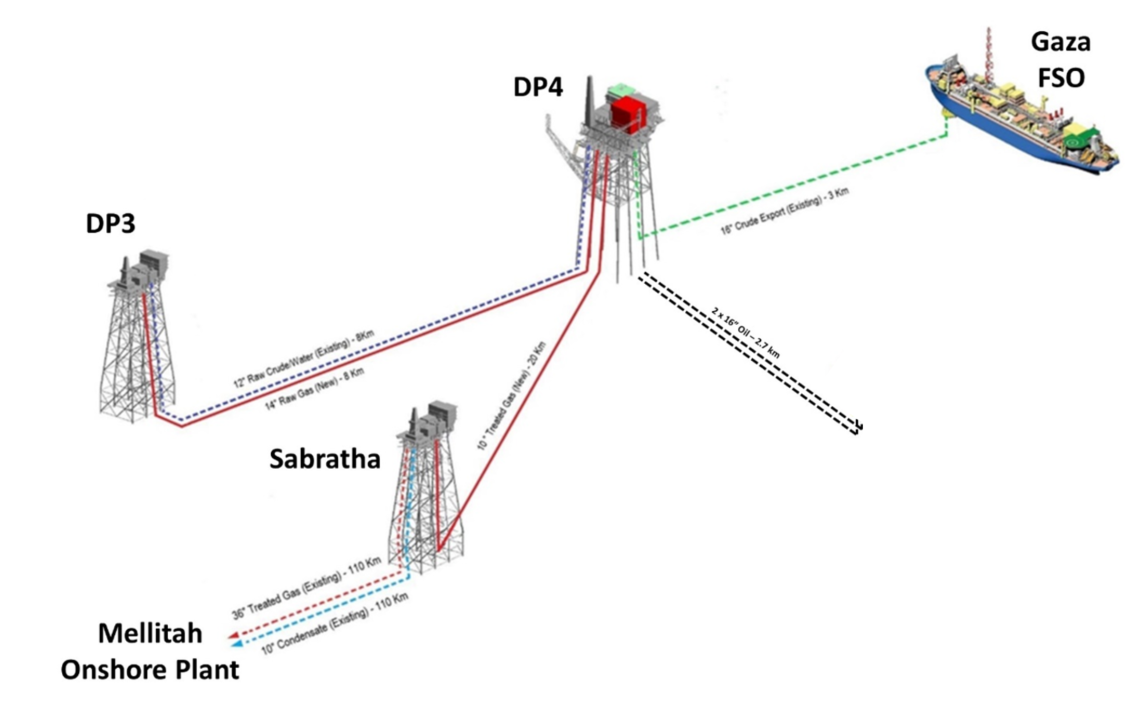 Gaza
FSO
DP4
18" Crude Export (Existing) - 3 Km
DP3
2 x 16" Oil – 2.7 km
12" Raw Crude/Water (Existing) - 8Km
14" Raw Gas (New) - 8 Km
10 " Treated Gas (New) - 20 Km
Sabratha
36" Treated Gas (Existing) - 110 Km
10" Condensate (Existing) - 110 Km
Mellitah
Onshore Plant